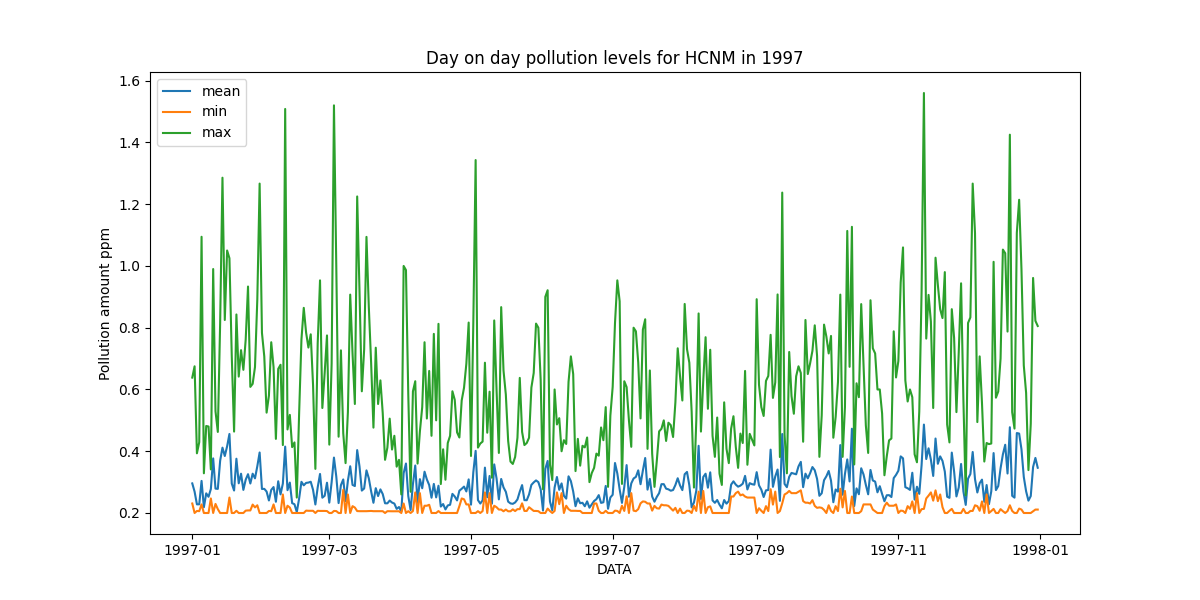 Day on day pollution levels for HCNM in 1997
mean
min
max
Pollution amount ppm
1.6
1.4
1.2
1.0
0.8
0.6
0.4
0.2
1997-01 1997-03 1997-05 1997-07 1997-09 1997-11 1998-01
DATA